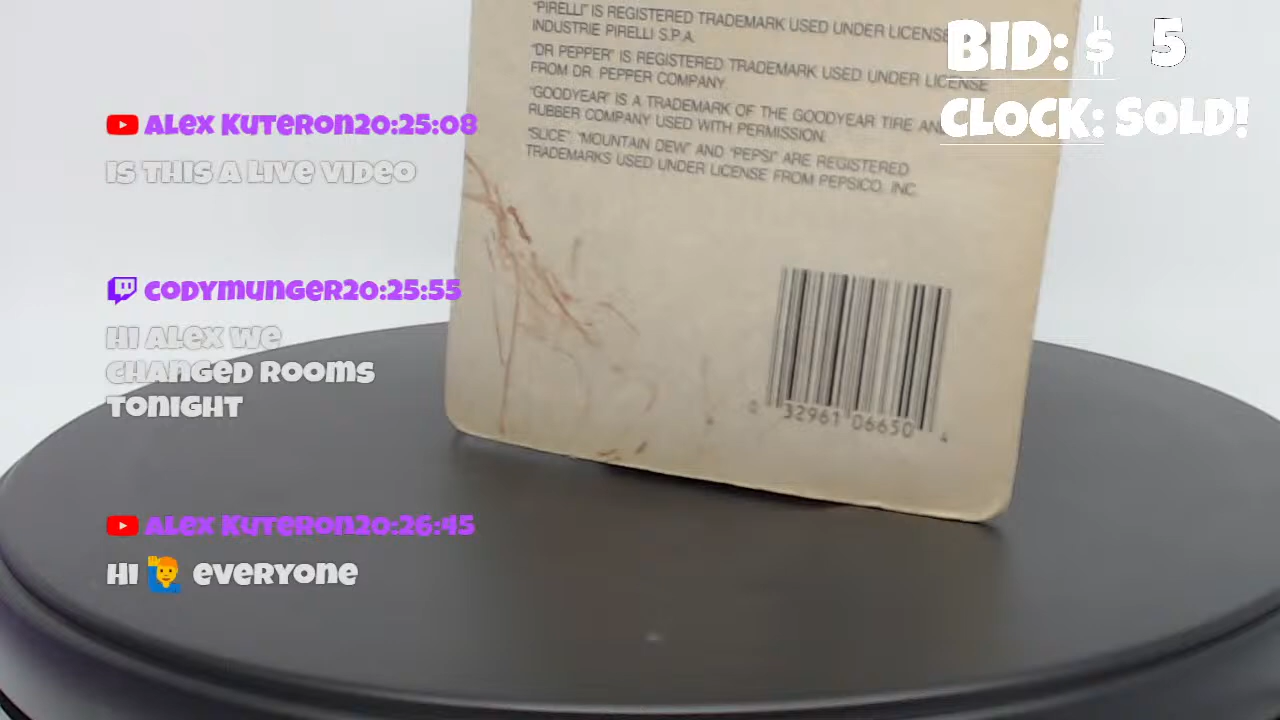 "PIRELLI" IS REGISTERED TRADEMARK USED UNDER LICENSE
INDUSTRIE PIRELLI S.P.A.
"DR PEPPER" IS REGISTERED TRADEMARK USED UNDER LICENSE
FROM DR. PEPPER COMPANY.
"GOODYEAR" IS A TRADEMARK OF THE GOODYEAR TIRE AND
RUBBER COMPANY USED WITH PERMISSION.
"SLICE", "MOUNTAIN DEW" AND "PEPSI" ARE REGISTERED
TRADEMARKS USED UNDER LICENSE FROM PEPSICO, INC.
0 32961 06650 4
BID: $ 5
CLOCK: SOLD!
Alex Kuteron20:25:08
Is this a live video
codymunger20:25:55
Hi Alex we
changed rooms
tonight
Alex Kuteron20:26:45
Hi 🙋‍♂️ everyone